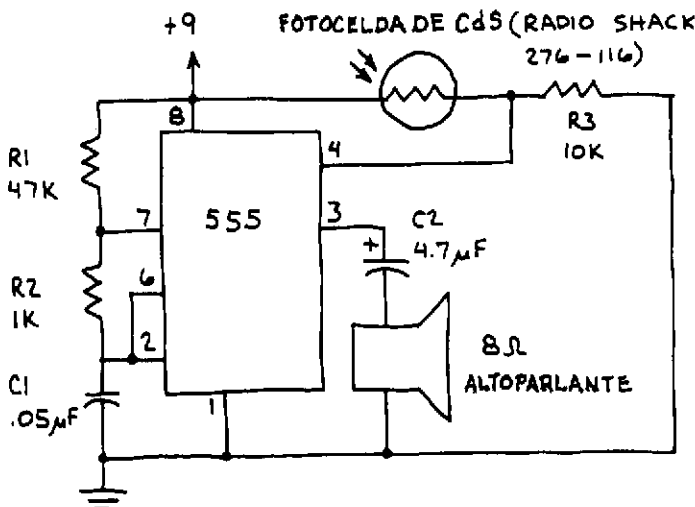 +9
FOTOCELDA DE CdS (RADIO SHACK
276-116)
8
R1
47K
4
R3
10K
7
555
3
C2
+
4.7µF
6
R2
1K
2
8Ω
ALTOPARLANTE
C1
.05µF
1